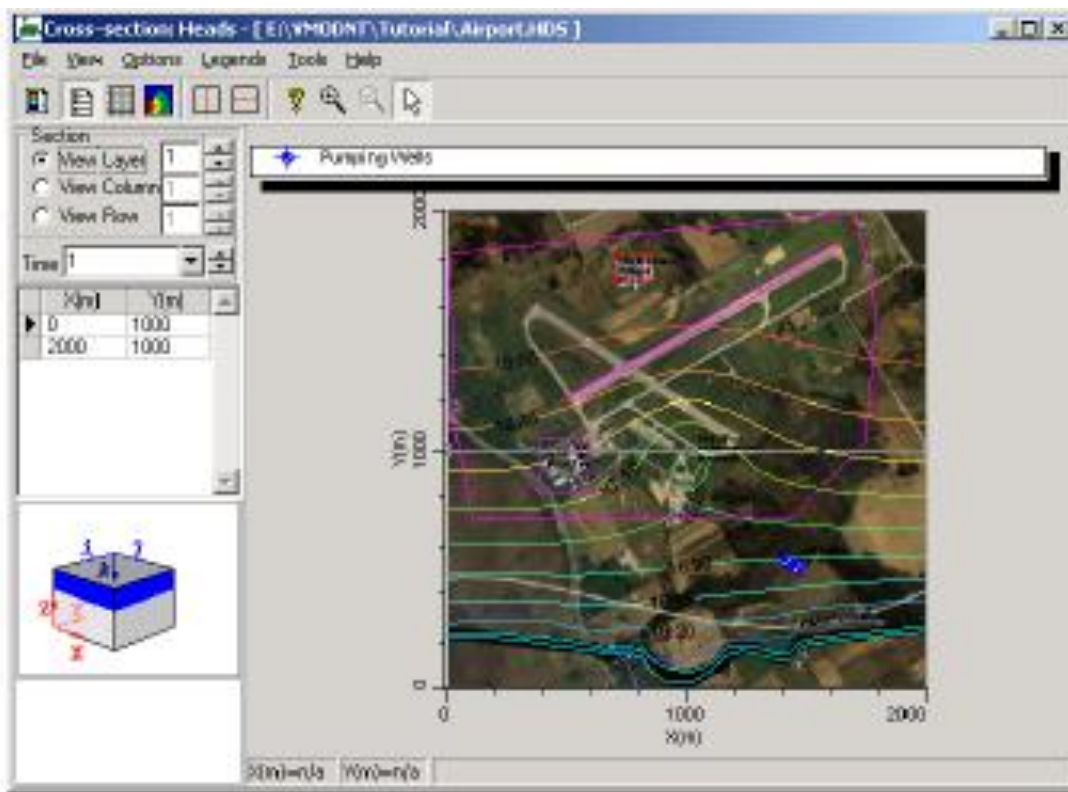 Cross-section: Heads - [ E:\VMODNT\Tutorial\Airport.HDS ]
File View Options Legends Tools Help
Section
View Layer 1
View Column 1
View Row 1
Time 1
X[m] Y[m]
0 1000
2000 1000
Pumping Wells
2000
1000
0
Y(m)
0 1000 2000
X(m)
X(m)=n/a Y(m)=n/a